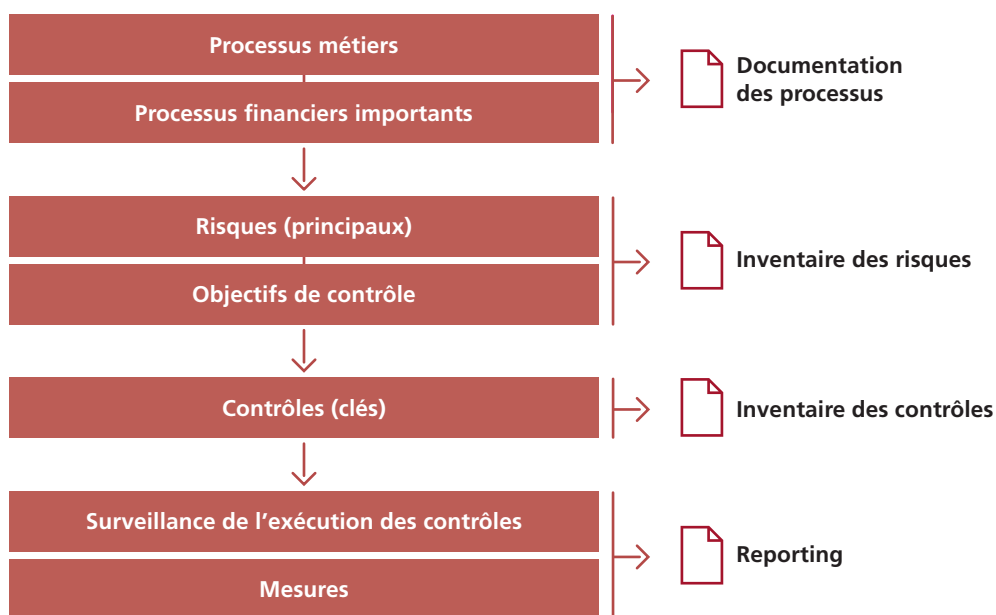 Processus métiers
Processus financiers importants
Documentation
des processus
Risques (principaux)
Objectifs de contrôle
Inventaire des risques
Contrôles (clés)
Inventaire des contrôles
Surveillance de l’exécution des contrôles
Mesures
Reporting